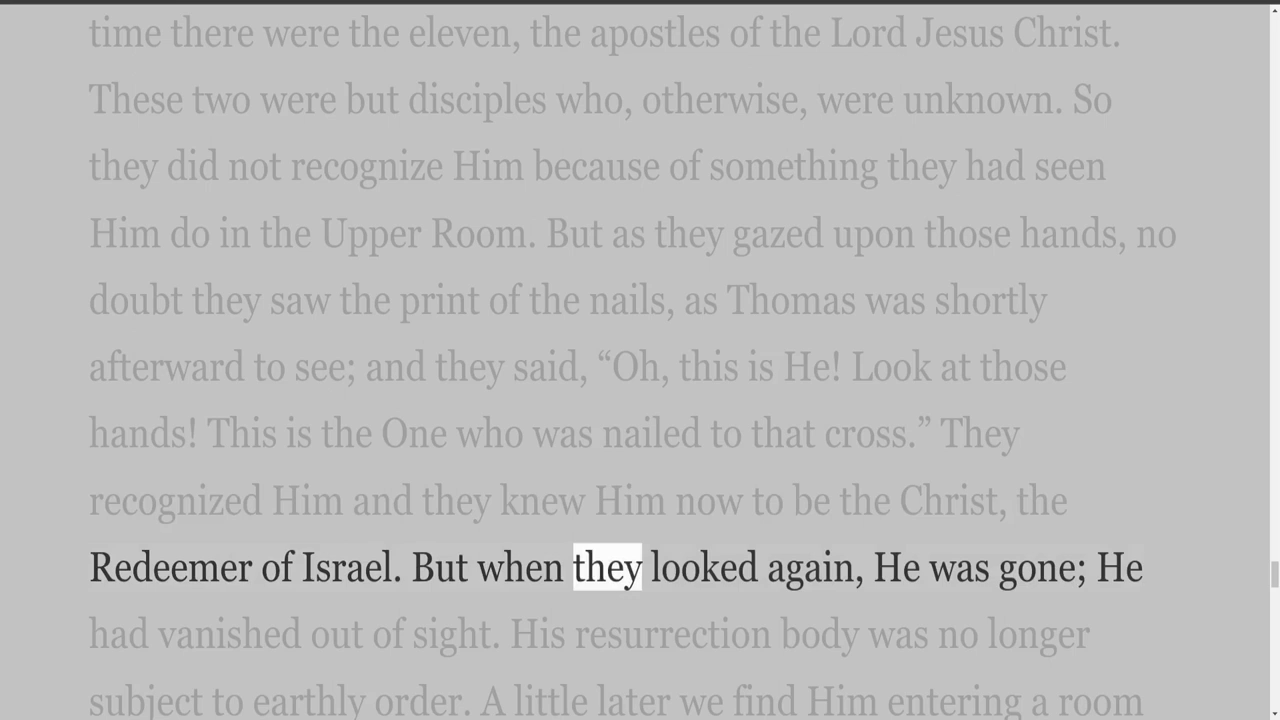 time there were the eleven, the apostles of the Lord Jesus Christ.
These two were but disciples who, otherwise, were unknown. So
they did not recognize Him because of something they had seen
Him do in the Upper Room. But as they gazed upon those hands, no
doubt they saw the print of the nails, as Thomas was shortly
afterward to see; and they said, “Oh, this is He! Look at those
hands! This is the One who was nailed to that cross.” They
recognized Him and they knew Him now to be the Christ, the
Redeemer of Israel. But when they looked again, He was gone; He
had vanished out of sight. His resurrection body was no longer
subject to earthly order. A little later we find Him entering a room